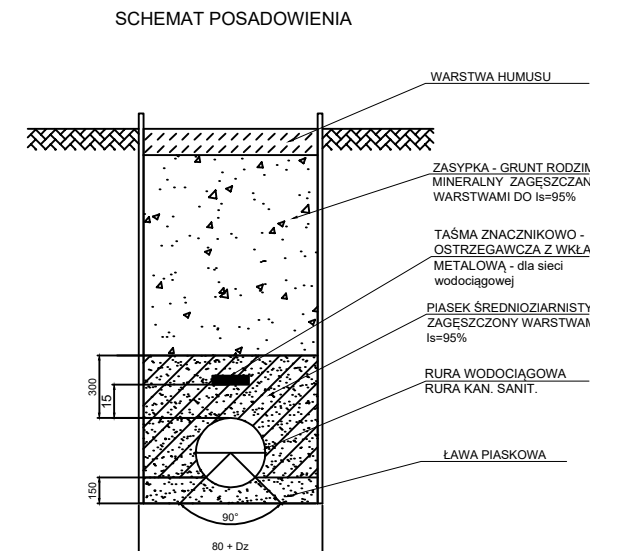 SCHEMAT POSADOWIENIA
WARSTWA HUMUSU
ZASYPKA - GRUNT RODZIM
MINERALNY ZAGĘSZCZAN
WARSTWAMI DO Is=95%
TAŚMA ZNACZNIKOWO -
OSTRZEGAWCZA Z WKŁA
METALOWĄ - dla sieci
wodociągowej
PIASEK ŚREDNIOZIARNISTY
ZAGĘSZCZONY WARSTWAM
Is=95%
300
15
RURA WODOCIĄGOWA
RURA KAN. SANIT.
ŁAWA PIASKOWA
150
90°
80 + Dz